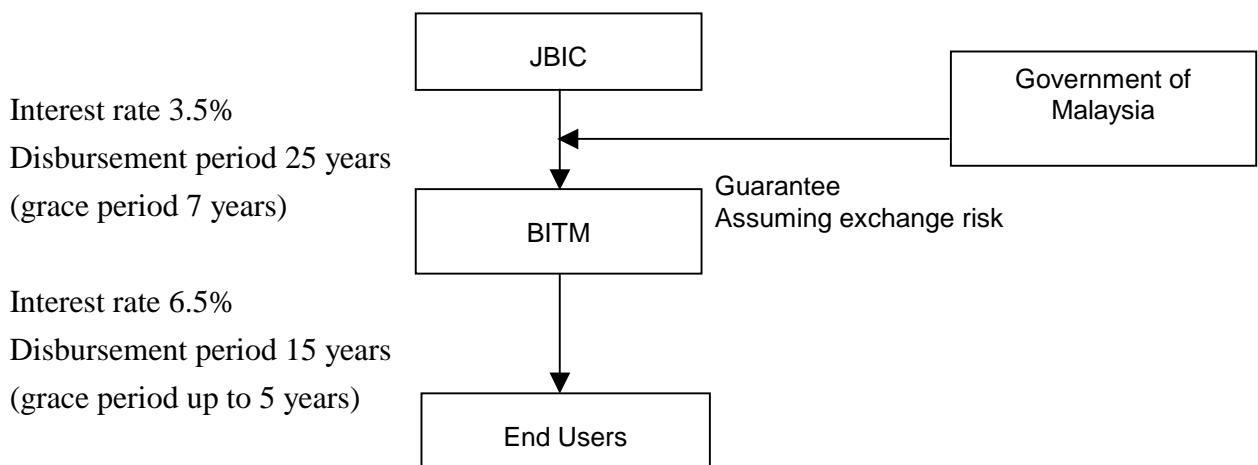 JBIC
Government of
Malaysia
Interest rate 3.5%
Disbursement period 25 years
(grace period 7 years)
Guarantee
Assuming exchange risk
BITM
Interest rate 6.5%
Disbursement period 15 years
(grace period up to 5 years)
End Users